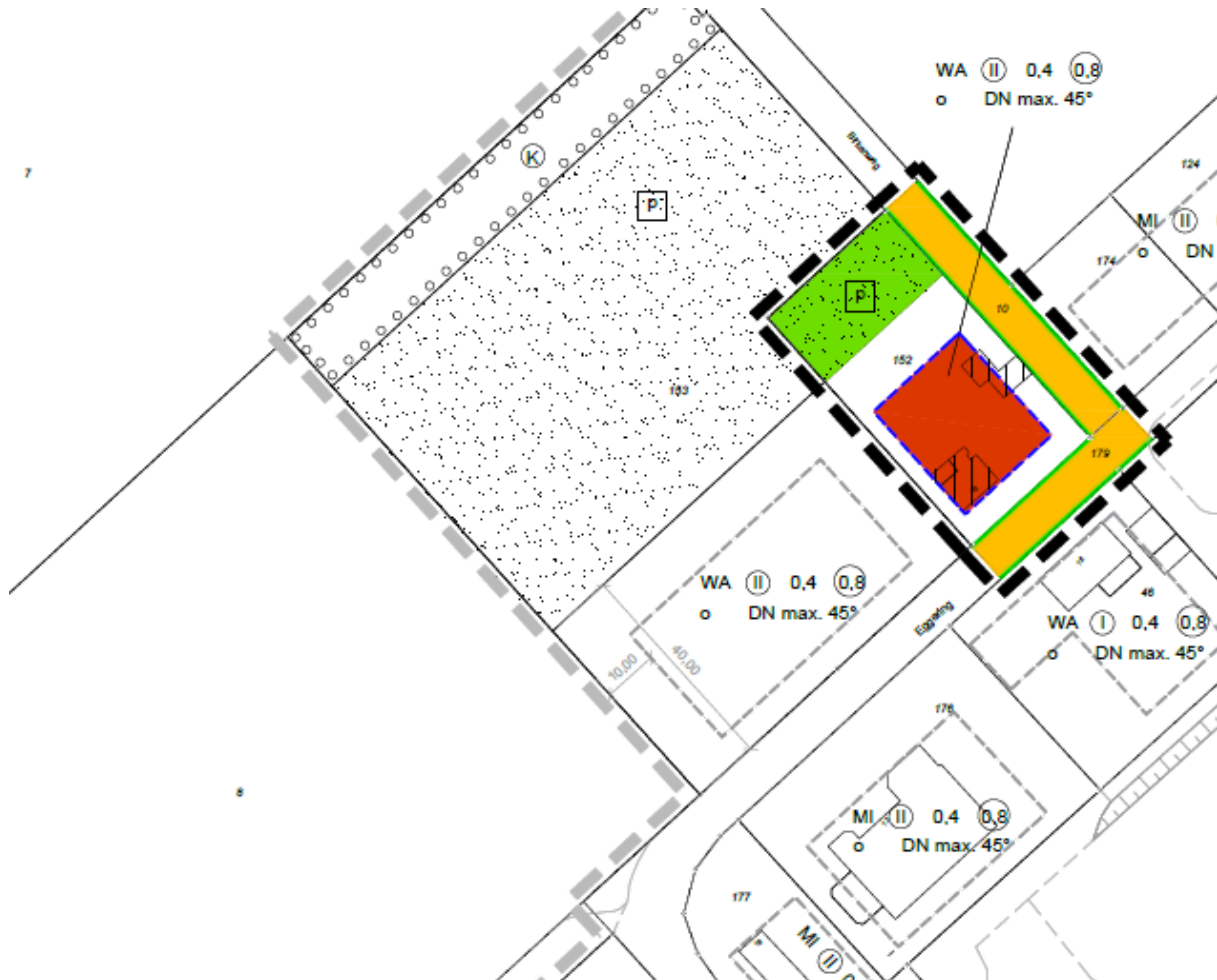 WA II 0,4 0,8
o DN max. 45°
7
124
K
P
MI II
o DN
174
P
10
152
153
179
WA II 0,4 0,8
o DN max. 45°
46
WA I 0,4 0,8
o DN max. 45°
Eggering
10,00
40,00
176
8
MI II 0,4 0,8
o DN max. 45°
177
MI II